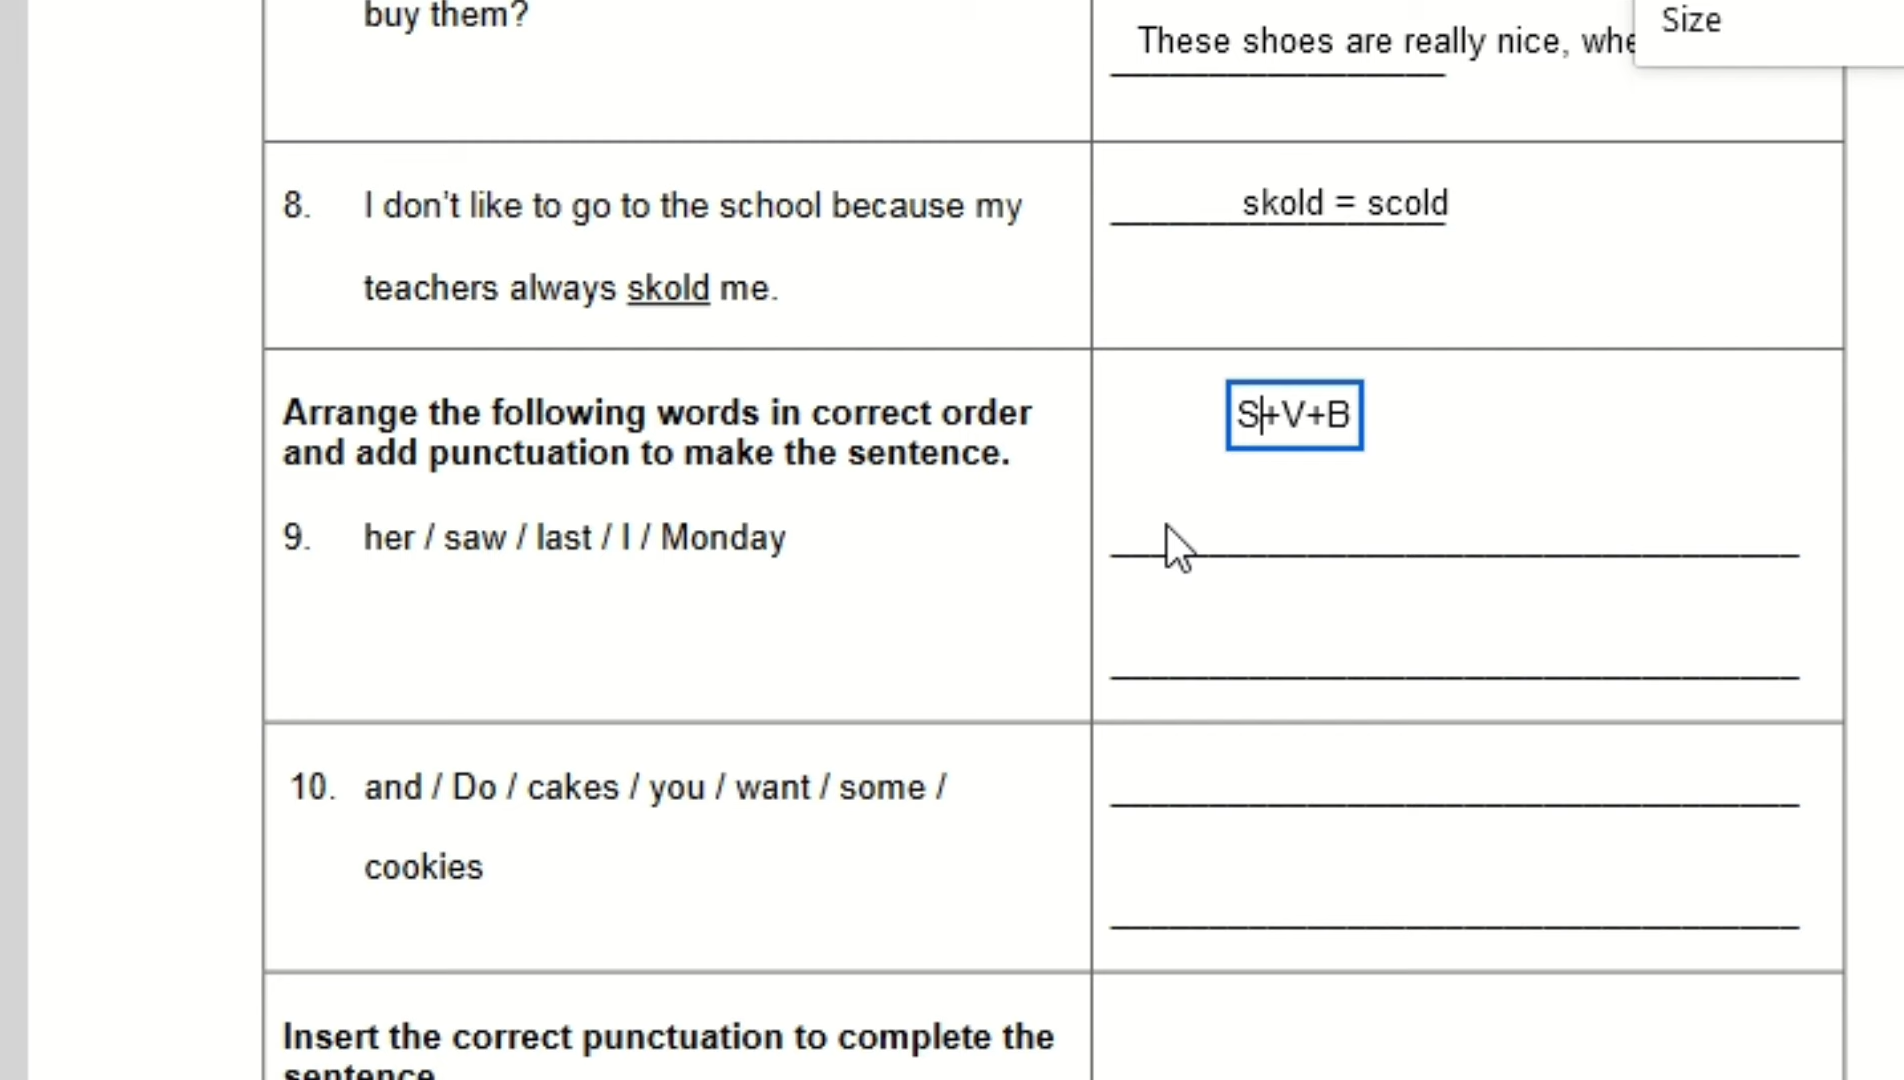 buy them?
These shoes are really nice, whe
Size
8. I don't like to go to the school because my
teachers always skold me.
skold = scold
Arrange the following words in correct order
and add punctuation to make the sentence.
S+V+B
9. her / saw / last / I / Monday
10. and / Do / cakes / you / want / some /
cookies
Insert the correct punctuation to complete the
sentence